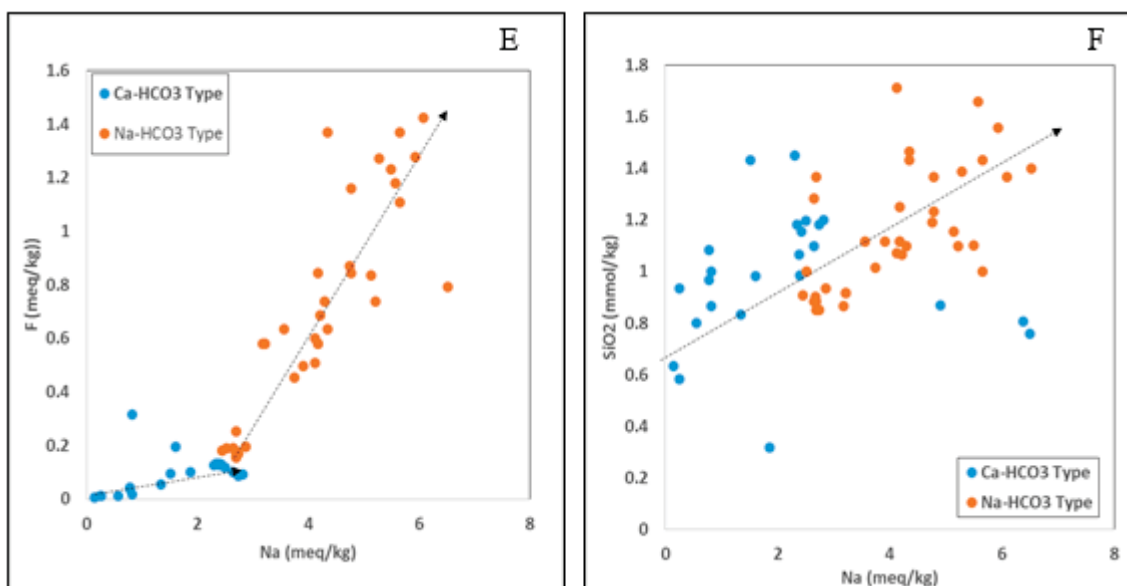 E
1.6
Ca-HCO3 Type
1.4
Na-HCO3 Type
1.2
1
0.8
0.6
0.4
0.2
0
F (meq/kg))
0 2 4 6 8
Na (meq/kg)
F
1.8
1.6
1.4
1.2
1
0.8
0.6
0.4
0.2
0
SiO2 (mmol/kg)
Ca-HCO3 Type
Na-HCO3 Type
0 2 4 6 8
Na (meq/kg)